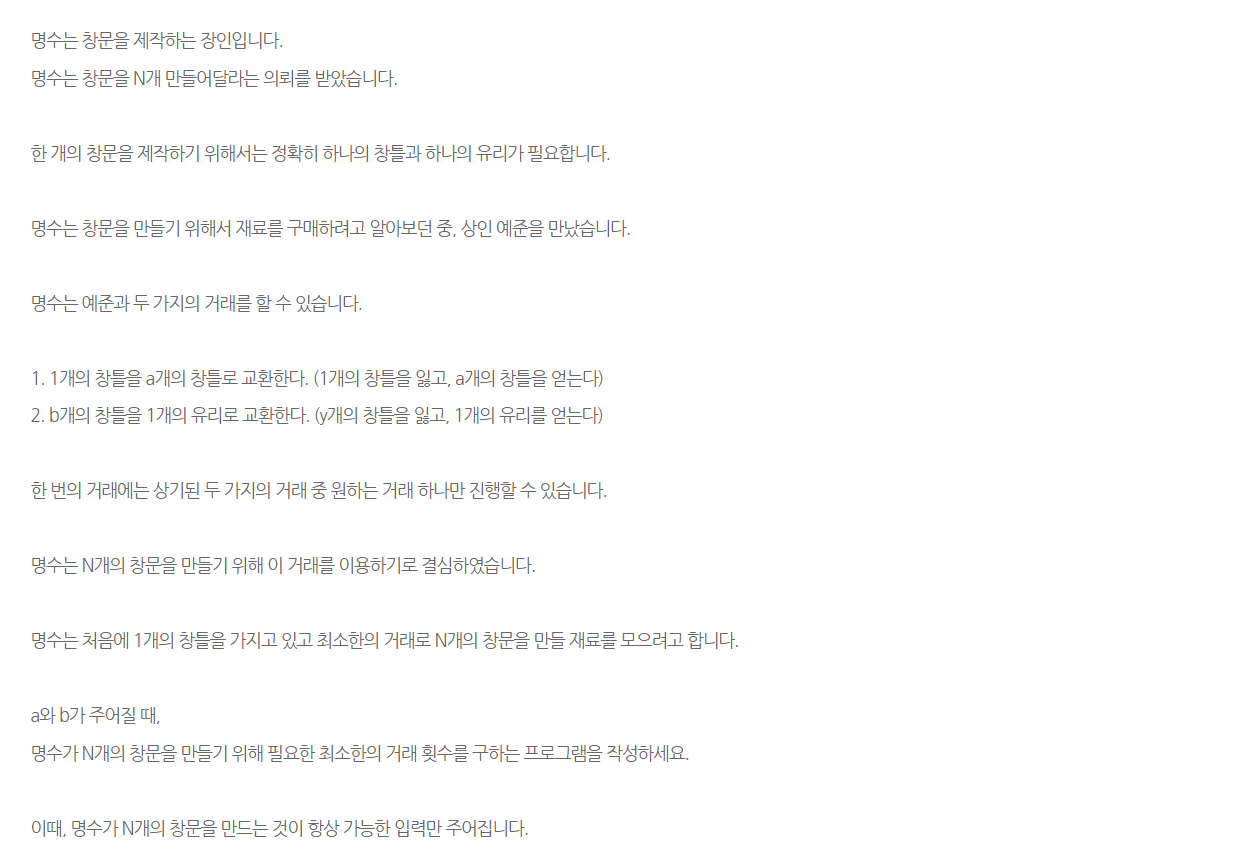 명수는 창문을 제작하는 장인입니다.
명수는 창문을 N개 만들어달라는 의뢰를 받았습니다.
한 개의 창문을 제작하기 위해서는 정확히 하나의 창틀과 하나의 유리가 필요합니다.
명수는 창문을 만들기 위해서 재료를 구매하려고 알아보던 중, 상인 예준을 만났습니다.
명수는 예준과 두 가지의 거래를 할 수 있습니다.
1. 1개의 창틀을 a개의 창틀로 교환한다. (1개의 창틀을 잃고, a개의 창틀을 얻는다)
2. b개의 창틀을 1개의 유리로 교환한다. (y개의 창틀을 잃고, 1개의 유리를 얻는다)
한 번의 거래에는 상기된 두 가지의 거래 중 원하는 거래 하나만 진행할 수 있습니다.
명수는 N개의 창문을 만들기 위해 이 거래를 이용하기로 결심하였습니다.
명수는 처음에 1개의 창틀을 가지고 있고 최소한의 거래로 N개의 창문을 만들 재료를 모으려고 합니다.
a와 b가 주어질 때,
명수가 N개의 창문을 만들기 위해 필요한 최소한의 거래 횟수를 구하는 프로그램을 작성하세요.
이때, 명수가 N개의 창문을 만드는 것이 항상 가능한 입력만 주어집니다.